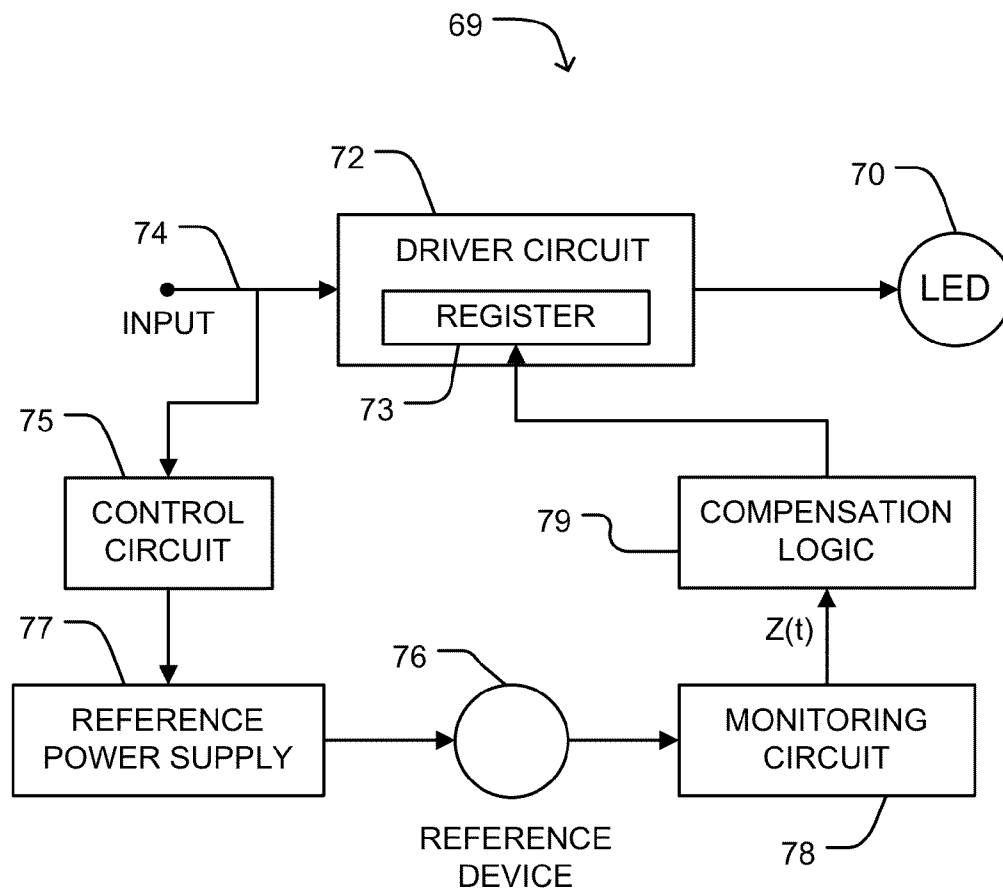 69
72
70
74
DRIVER CIRCUIT
LED
REGISTER
INPUT
73
75
CONTROL
CIRCUIT
79
COMPENSATION
LOGIC
77
76
Z(t)
REFERENCE
POWER SUPPLY
MONITORING
CIRCUIT
REFERENCE
DEVICE
78